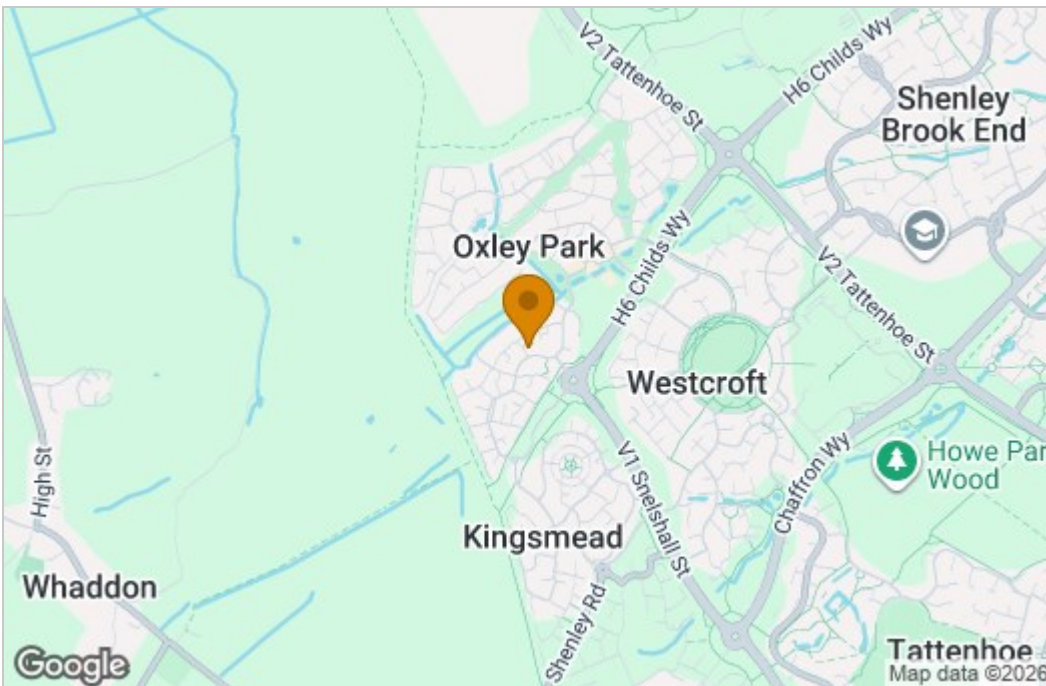 V2 Tattenhoe St
H6 Childs Wy
Shenley
Brook End
Oxley Park
H6 Childs Wy
V2 Tattenhoe St
Westcroft
High St
Chaffron Wy
Howe Par
Wood
V1 Snelshall St
Kingsmead
Whaddon
Shenley Rd
Tattenhoe
Google
Map data ©2026